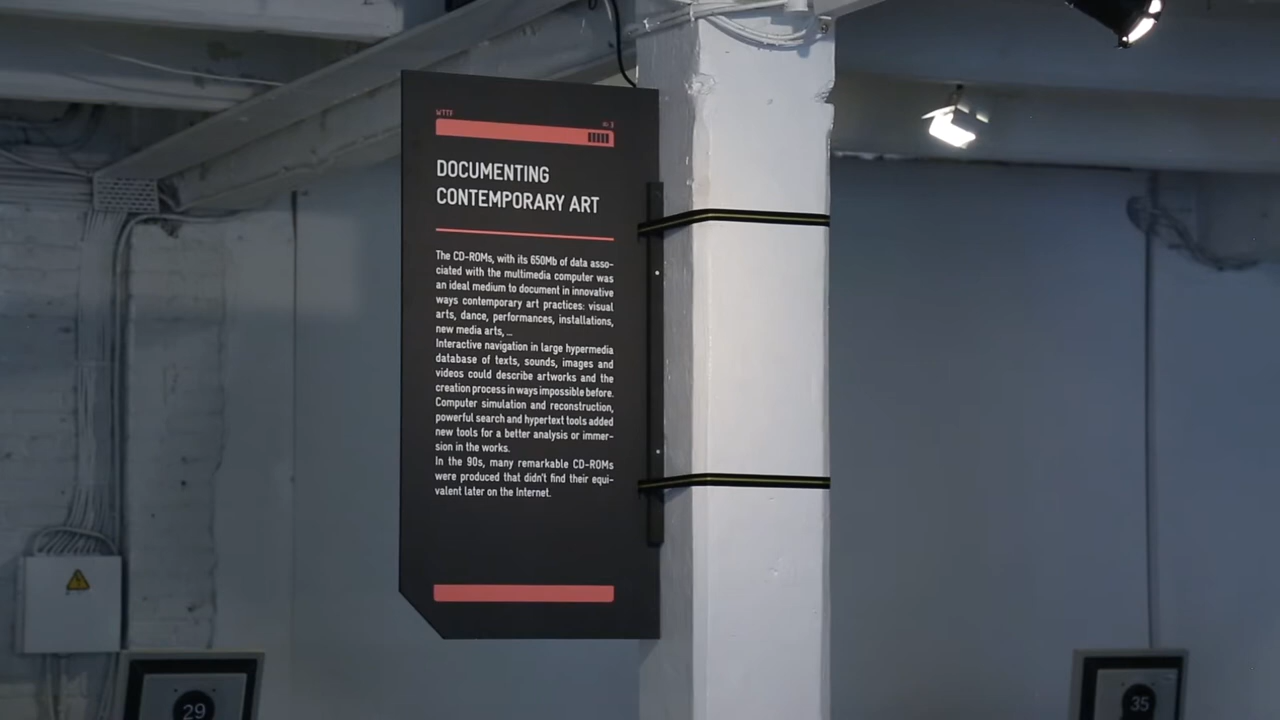 DOCUMENTING
CONTEMPORARY ART
The CD-ROMs, with its 650Mb of data asso-
ciated with the multimedia computer was
an ideal medium to document in innovative
ways contemporary art practices: visual
arts, dance, performances, installations,
new media arts, ...
Interactive navigation in large hypermedia
database of texts, sounds, images and
videos could describe artworks and the
creation process in ways impossible before.
Computer simulation and reconstruction,
powerful search and hypertext tools added
new tools for a better analysis or immer-
sion in the works.
In the 90s, many remarkable CD-ROMs
were produced that didn't find their equi-
valent later on the Internet.
29
35